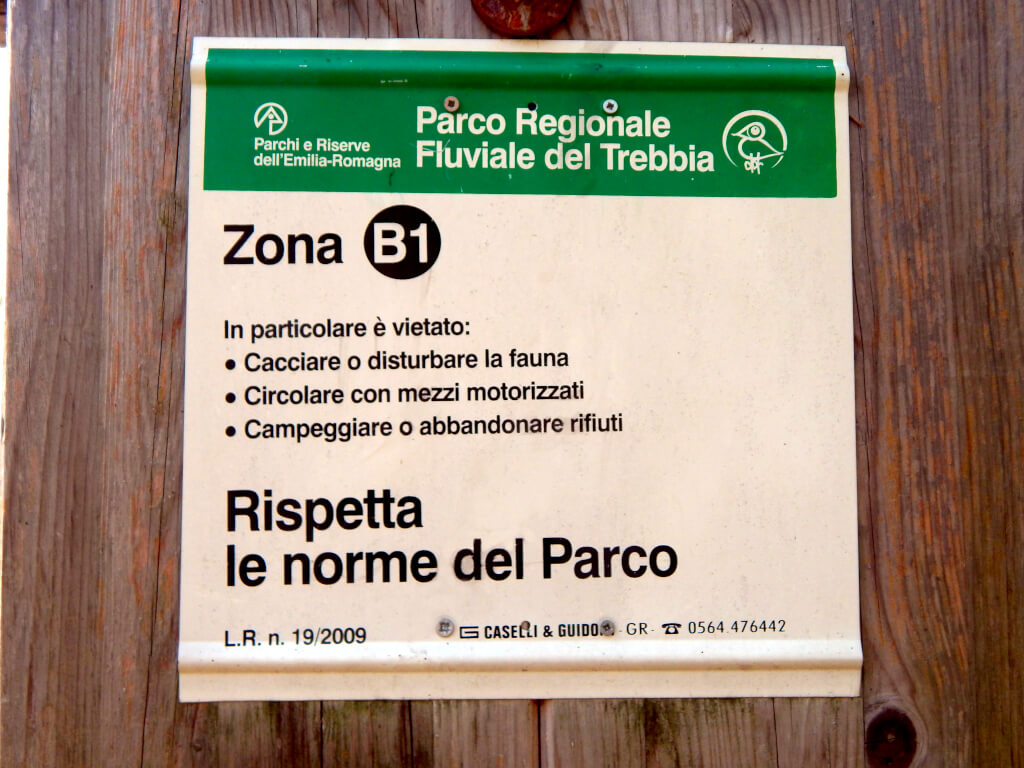 Parchi e Riserve
dell'Emilia-Romagna
Parco Regionale
Fluviale del Trebbia
Zona B1
In particolare è vietato:
• Cacciare o disturbare la fauna
• Circolare con mezzi motorizzati
• Campeggiare o abbandonare rifiuti
Rispetta
le norme del Parco
L.R. n. 19/2009
CASELLI & - GR - ☎ 0564.476442